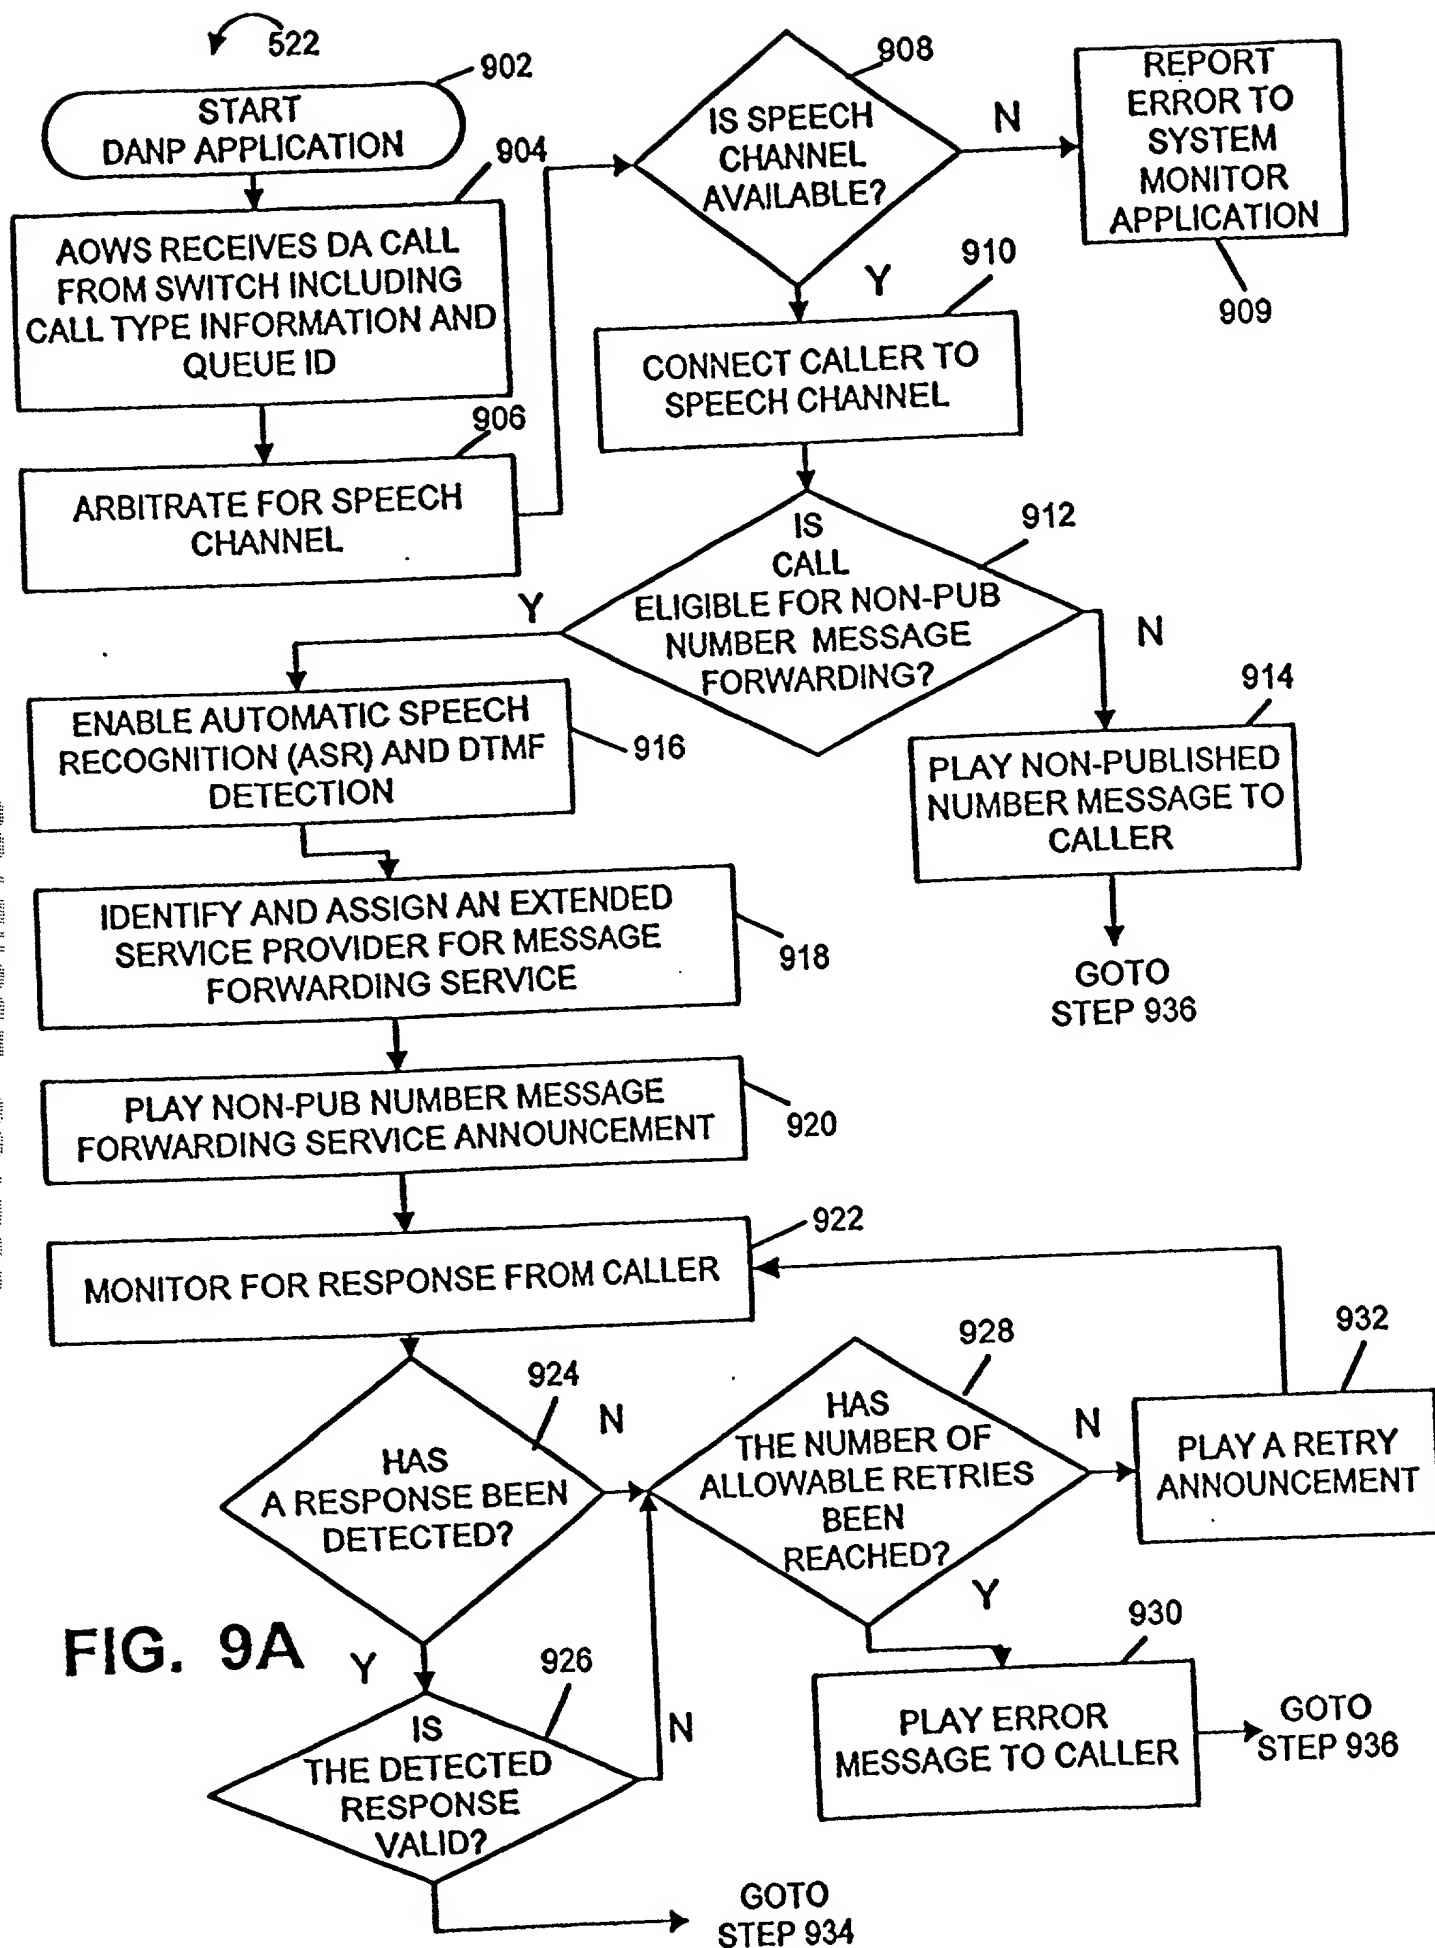 522
902
START
DANP APPLICATION
904
AOWS RECEIVES DA CALL
FROM SWITCH INCLUDING
CALL TYPE INFORMATION AND
QUEUE ID
906
ARBITRATE FOR SPEECH
CHANNEL
908
IS SPEECH
CHANNEL
AVAILABLE?
N
REPORT
ERROR TO
SYSTEM
MONITOR
APPLICATION
909
Y
910
CONNECT CALLER TO
SPEECH CHANNEL
912
IS
CALL
ELIGIBLE FOR NON-PUB
NUMBER MESSAGE
FORWARDING?
Y
N
914
PLAY NON-PUBLISHED
NUMBER MESSAGE TO
CALLER
GOTO
STEP 936
ENABLE AUTOMATIC SPEECH
RECOGNITION (ASR) AND DTMF
DETECTION
916
IDENTIFY AND ASSIGN AN EXTENDED
SERVICE PROVIDER FOR MESSAGE
FORWARDING SERVICE
918
PLAY NON-PUB NUMBER MESSAGE
FORWARDING SERVICE ANNOUNCEMENT
920
922
MONITOR FOR RESPONSE FROM CALLER
924
HAS
A RESPONSE BEEN
DETECTED?
N
928
HAS
THE NUMBER OF
ALLOWABLE RETRIES
BEEN
REACHED?
N
932
PLAY A RETRY
ANNOUNCEMENT
Y
930
PLAY ERROR
MESSAGE TO CALLER
GOTO
STEP 936
FIG. 9A
Y
926
IS
THE DETECTED
RESPONSE
VALID?
N
GOTO
STEP 934